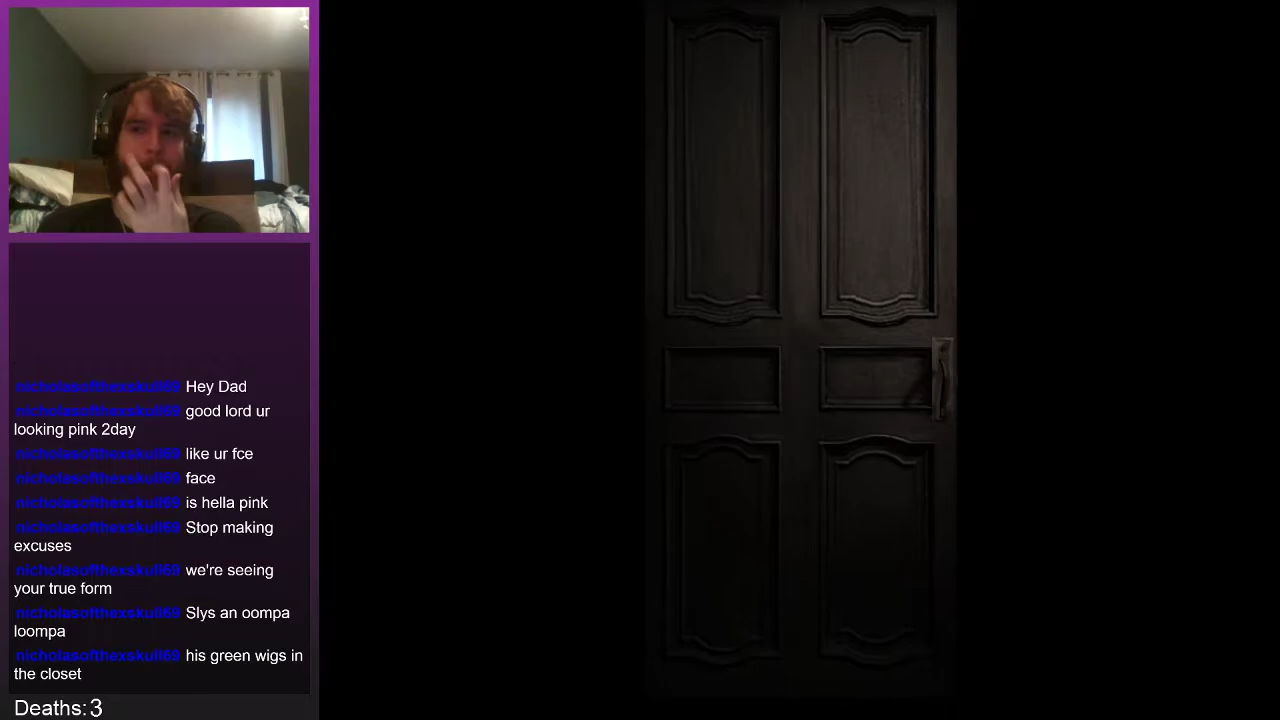 nicholasofthexskull69 Hey Dad
nicholasofthexskull69 good lord ur
looking pink 2day
nicholasofthexskull69 like ur fce
nicholasofthexskull69 face
nicholasofthexskull69 is hella pink
nicholasofthexskull69 Stop making
excuses
nicholasofthexskull69 we're seeing
your true form
nicholasofthexskull69 Slys an oompa
loompa
nicholasofthexskull69 his green wigs in
the closet
Deaths:3